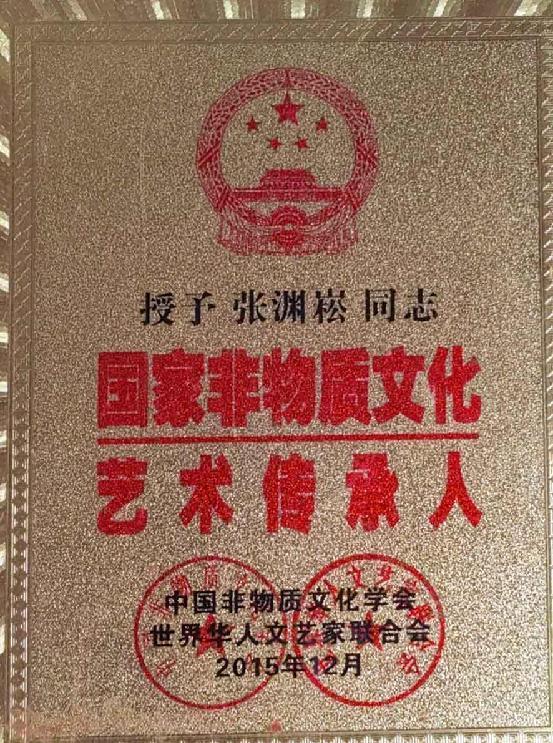 授予 张渊崧 同志
国家非物质文化
艺术传承人
中国非物质文化学会
世界华人文艺家联合会
2015年12月